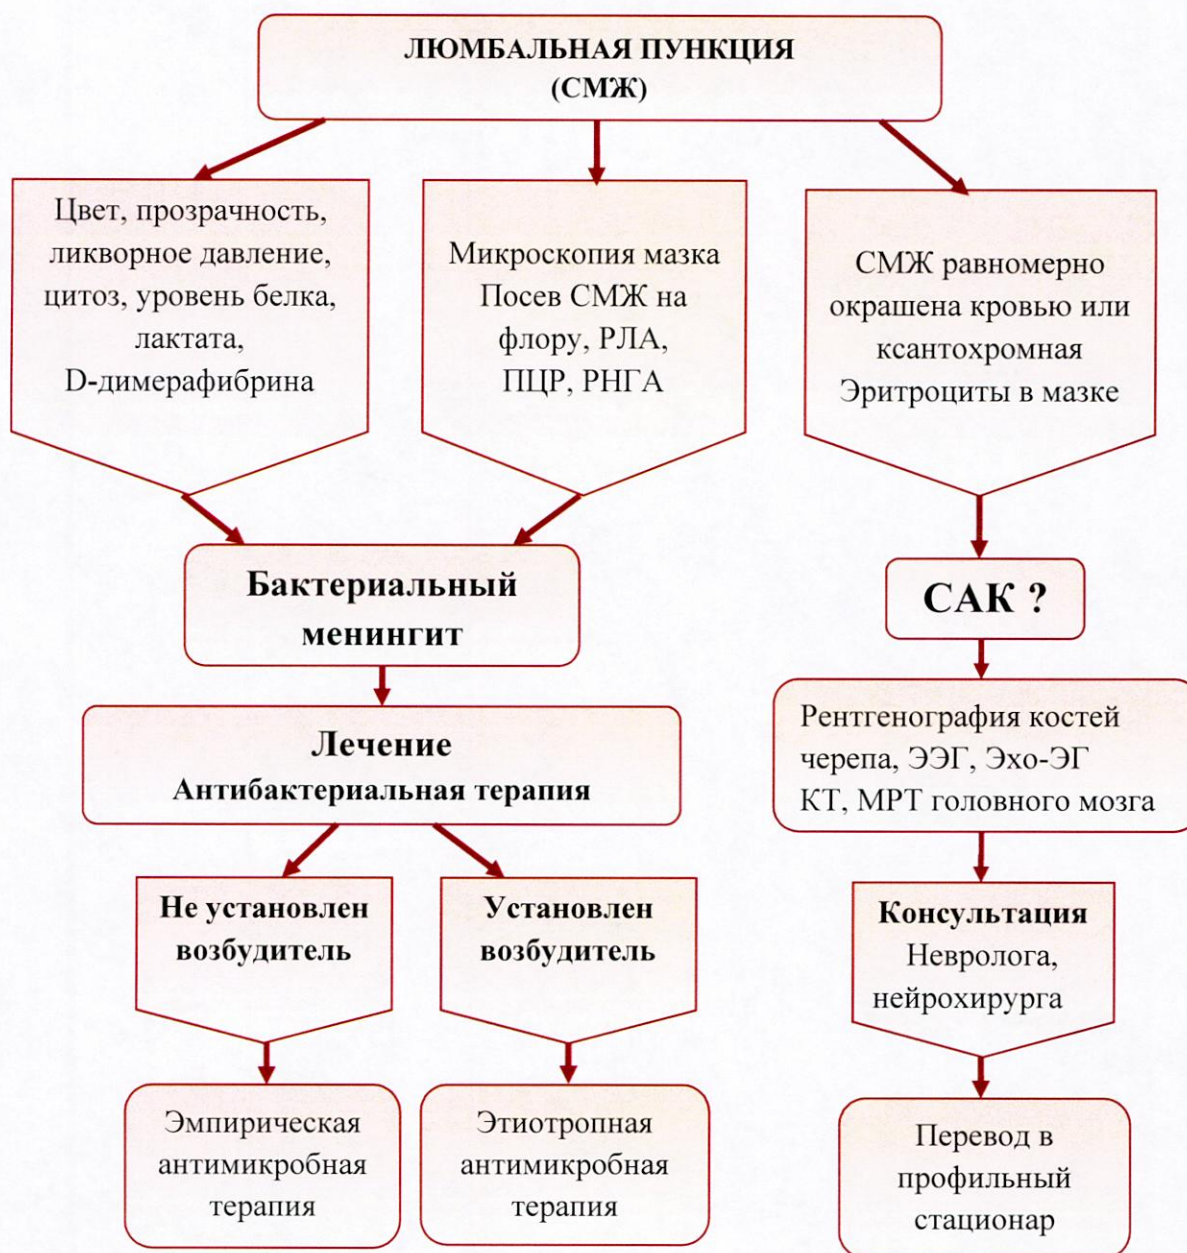 ЛЮМБАЛЬНАЯ ПУНКЦИЯ
(СМЖ)
Цвет, прозрачность,
ликворное давление,
цитоз, уровень белка,
лактата,
D-димерафибрина
Микроскопия мазка
Посев СМЖ на
флору, РЛА,
ПЦР, РНГА
СМЖ равномерно
окрашена кровью или
ксантохромная
Эритроциты в мазке
Бактериальный
менингит
САК ?
Лечение
Антибактериальная терапия
Рентгенография костей
черепа, ЭЭГ, Эхо-ЭГ
КТ, МРТ головного мозга
Не установлен
возбудитель
Установлен
возбудитель
Консультация
Невролога,
нейрохирурга
Эмпирическая
антимикробная
терапия
Этиотропная
антимикробная
терапия
Перевод в
профильный
стационар